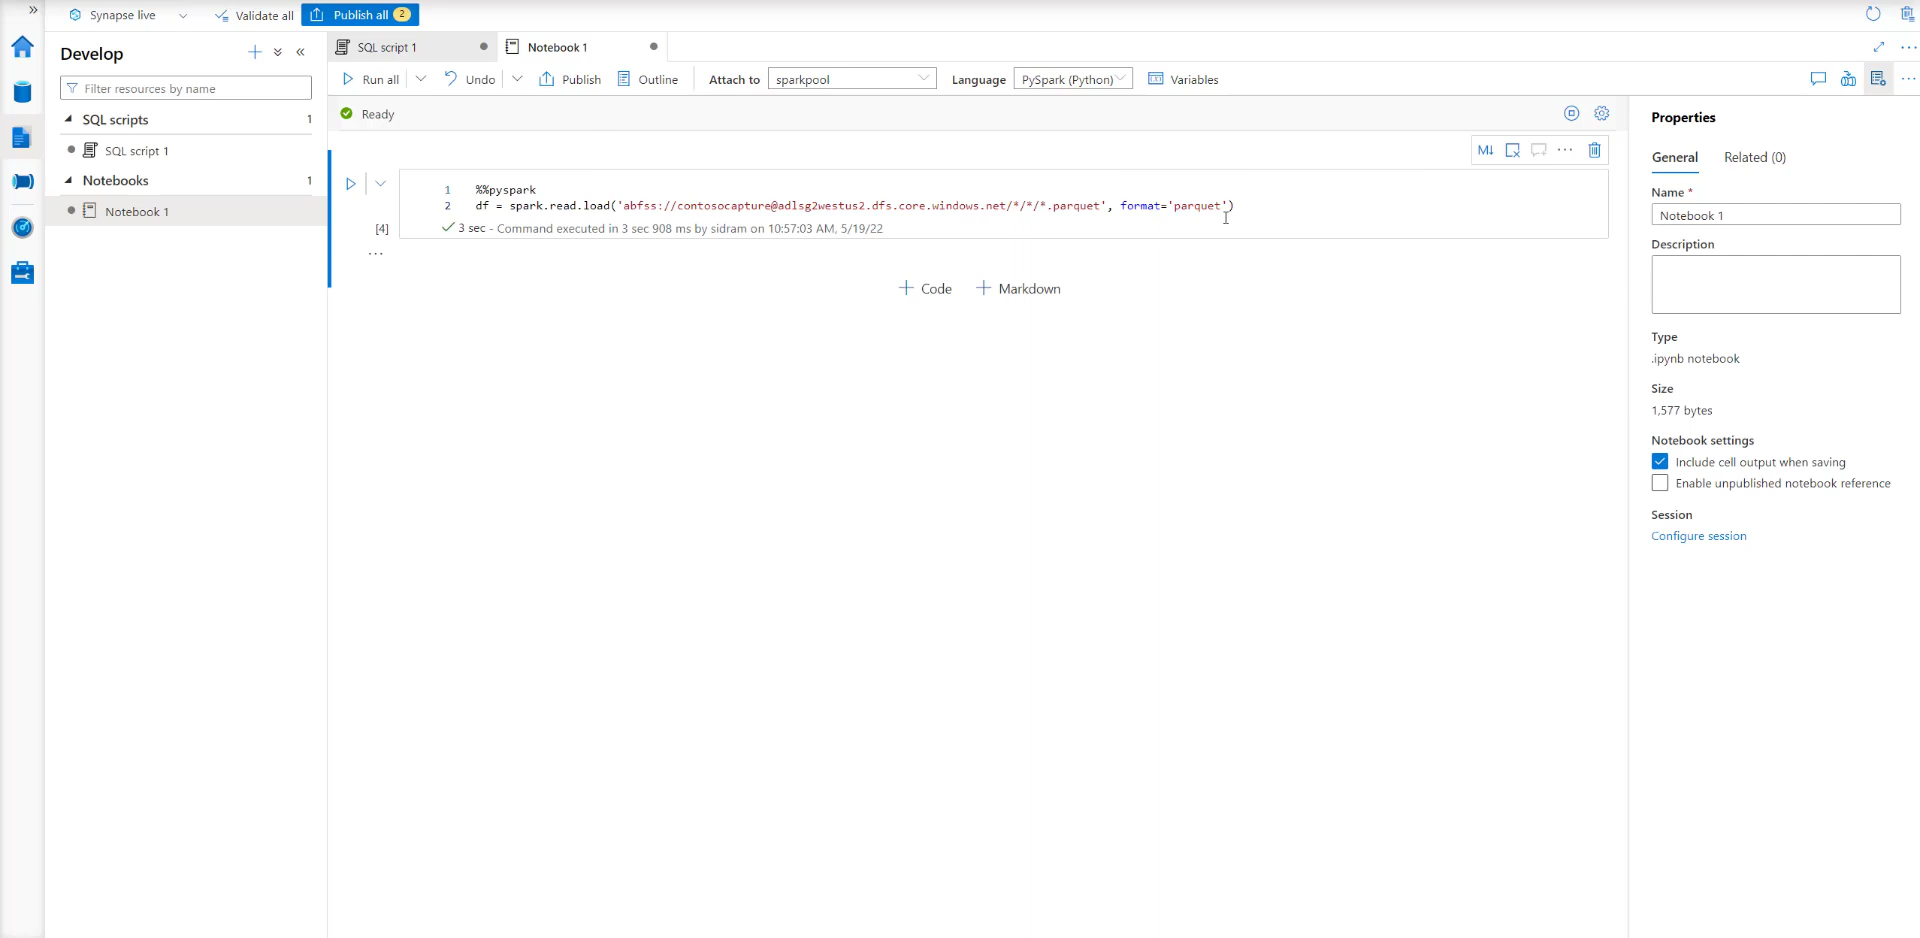 Synapse live
Validate all
Publish all 2
Develop
Filter resources by name
SQL scripts 1
SQL script 1
Notebooks 1
Notebook 1
SQL script 1
Notebook 1
Run all
Undo
Publish
Outline
Attach to sparkpool
Language PySpark (Python)
Variables
Ready
M↓
1 %%pyspark
2 df = spark.read.load('abfss://contosocapture@adlsg2westus2.dfs.core.windows.net/*/*/*.parquet', format='parquet')
[4] 3 sec - Command executed in 3 sec 908 ms by sidram on 10:57:03 AM, 5/19/22
+ Code + Markdown
Properties
General Related (0)
Name *
Notebook 1
Description
Type
.ipynb notebook
Size
1,577 bytes
Notebook settings
Include cell output when saving
Enable unpublished notebook reference
Session
Configure session